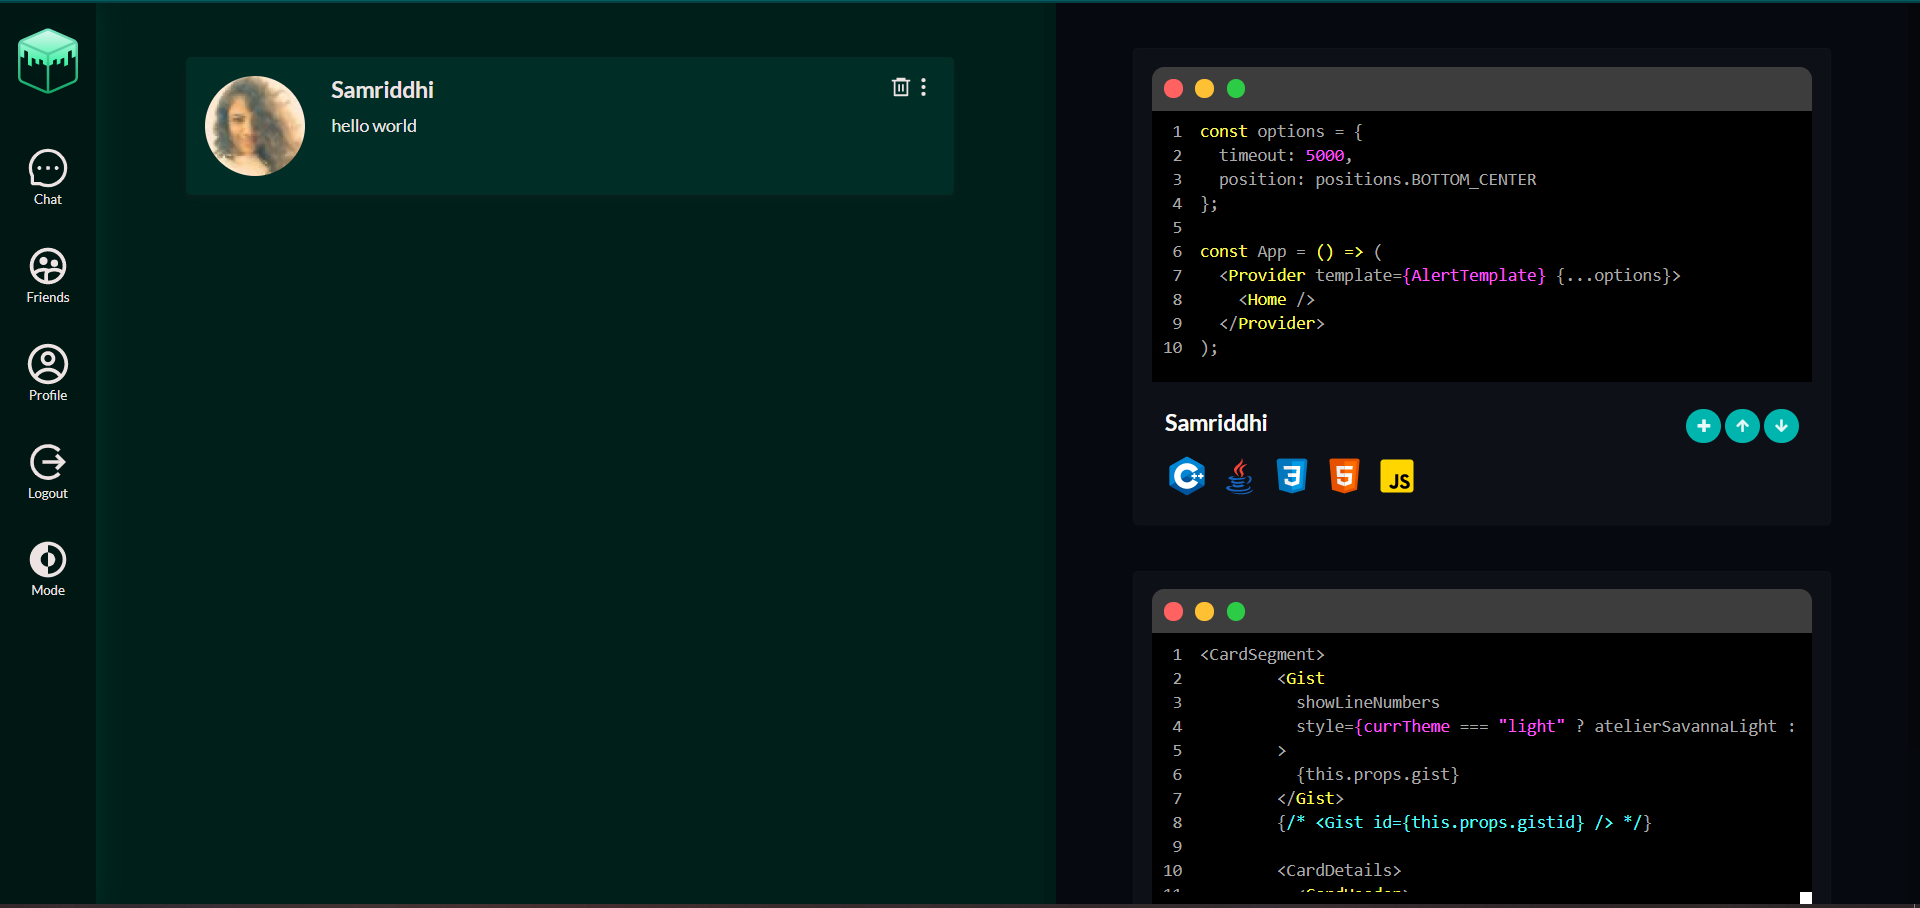 Chat
Friends
Profile
Logout
Mode
Samriddhi
hello world
1 const options = {
2   timeout: 5000,
3   position: positions.BOTTOM_CENTER
4 };
5
6 const App = () => (
7   <Provider template={AlertTemplate} {...options}>
8     <Home />
9   </Provider>
10 );
Samriddhi
C++
3
5
JS
1 <CardSegment>
2         <Gist
3           showLineNumbers
4           style={currTheme === "light" ? atelierSavannaLight :
5         >
6           {this.props.gist}
7         </Gist>
8         {/* <Gist id={this.props.gistid} /> */}
9
10         <CardDetails>